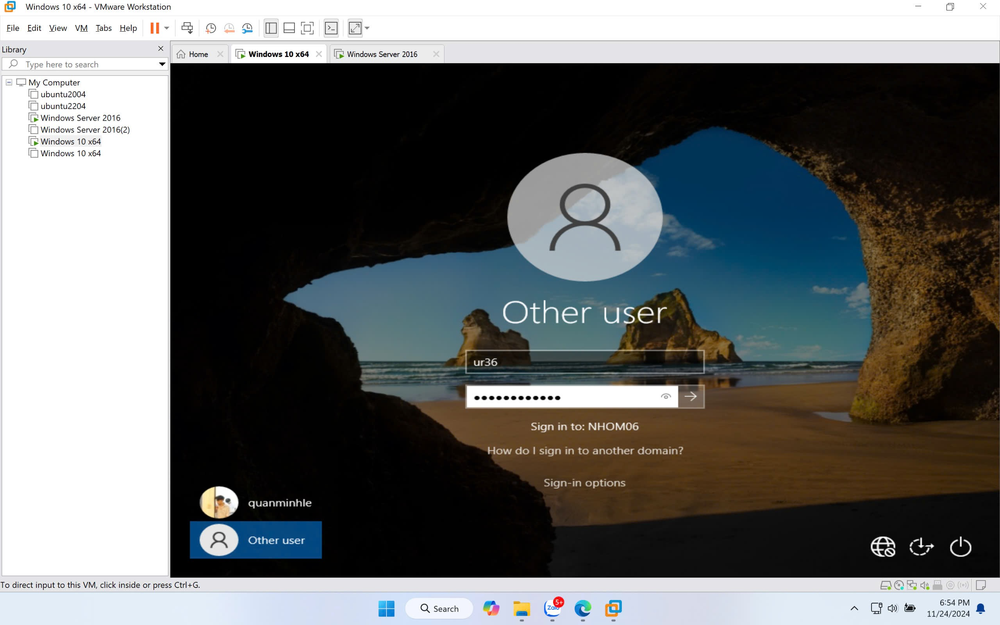 Windows 10 x64 - VMware Workstation
File Edit View VM Tabs Help
Library
Type here to search
My Computer
ubuntu2004
ubuntu2204
Windows Server 2016
Windows Server 2016(2)
Windows 10 x64
Windows 10 x64
Home
Windows 10 x64
Windows Server 2016
Other user
ur36
Sign in to: NHOM06
How do I sign in to another domain?
Sign-in options
quanminhle
Other user
To direct input to this VM, click inside or press Ctrl+G.
Search
Zalo
5+
6:54 PM
11/24/2024